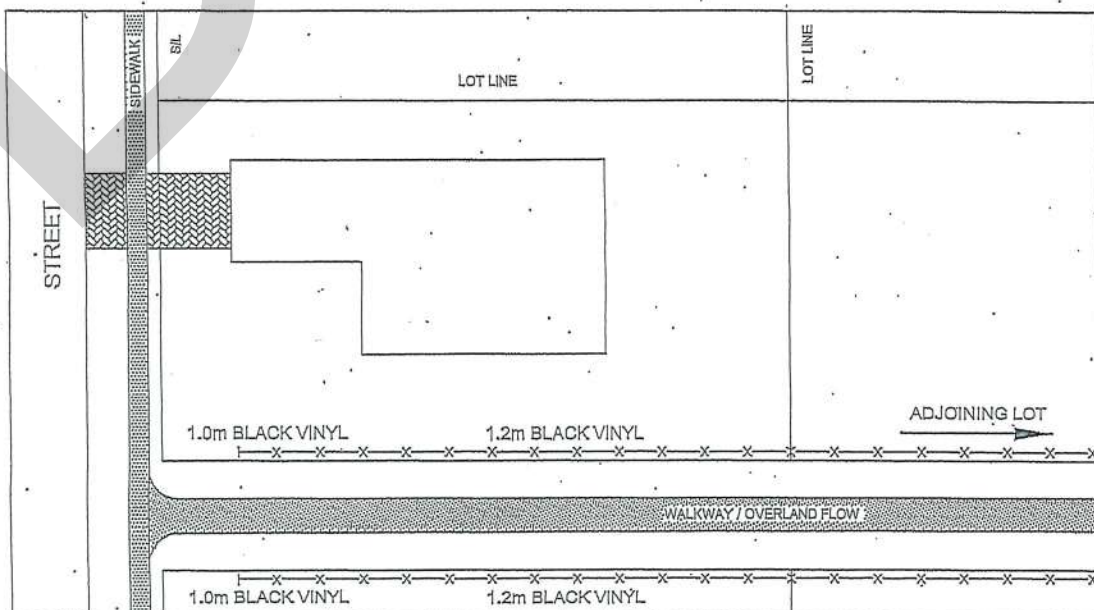 SIDEWALK
S/L
LOT LINE
LOT LINE
STREET
1.0m BLACK VINYL
1.2m BLACK VINYL
ADJOINING LOT
WALKWAY / OVERLAND FLOW
1.0m BLACK VINYL
1.2m BLACK VINYL